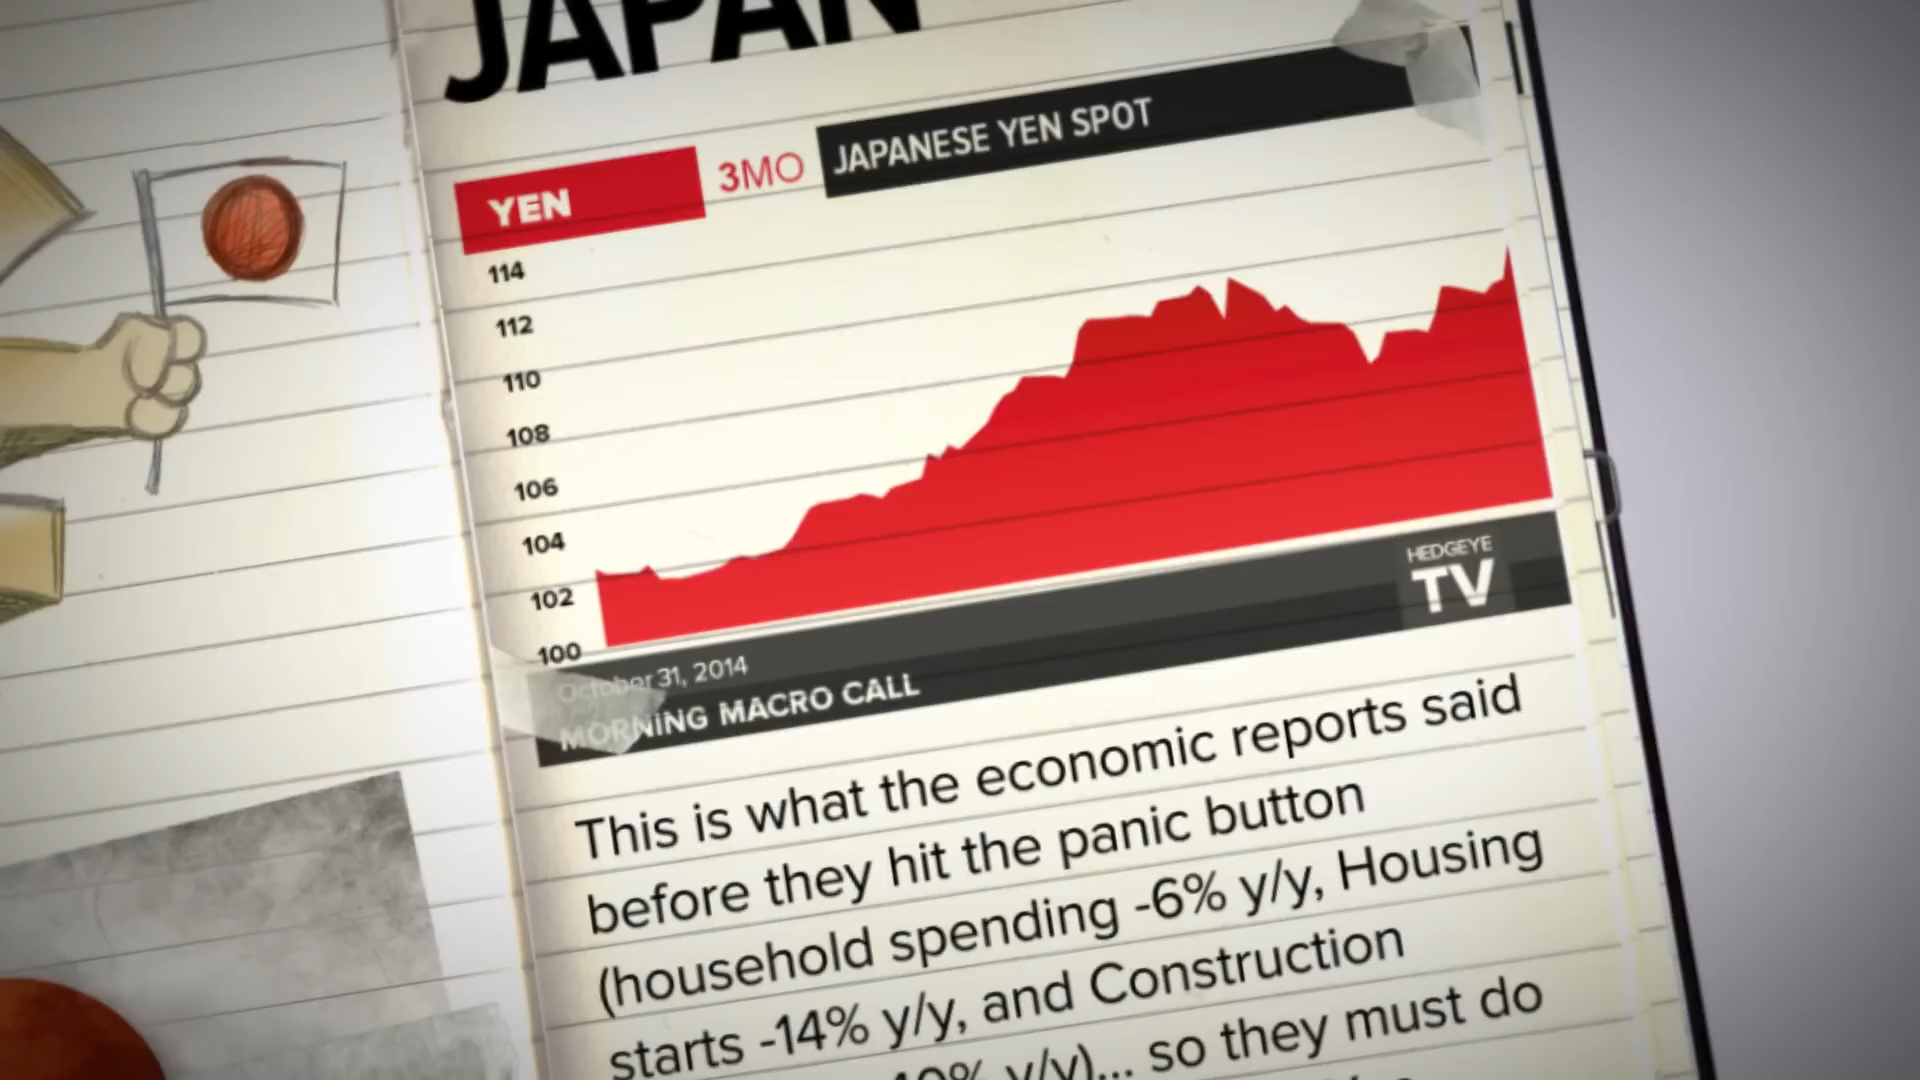 JAPAN
YEN 3MO JAPANESE YEN SPOT
114
112
110
108
106
104
102
100
HEDGEYE
TV
October 31, 2014
MORNING MACRO CALL
This is what the economic reports said
before they hit the panic button
(household spending -6% y/y, Housing
starts -14% y/y, and Construction
y/y)... so they must do